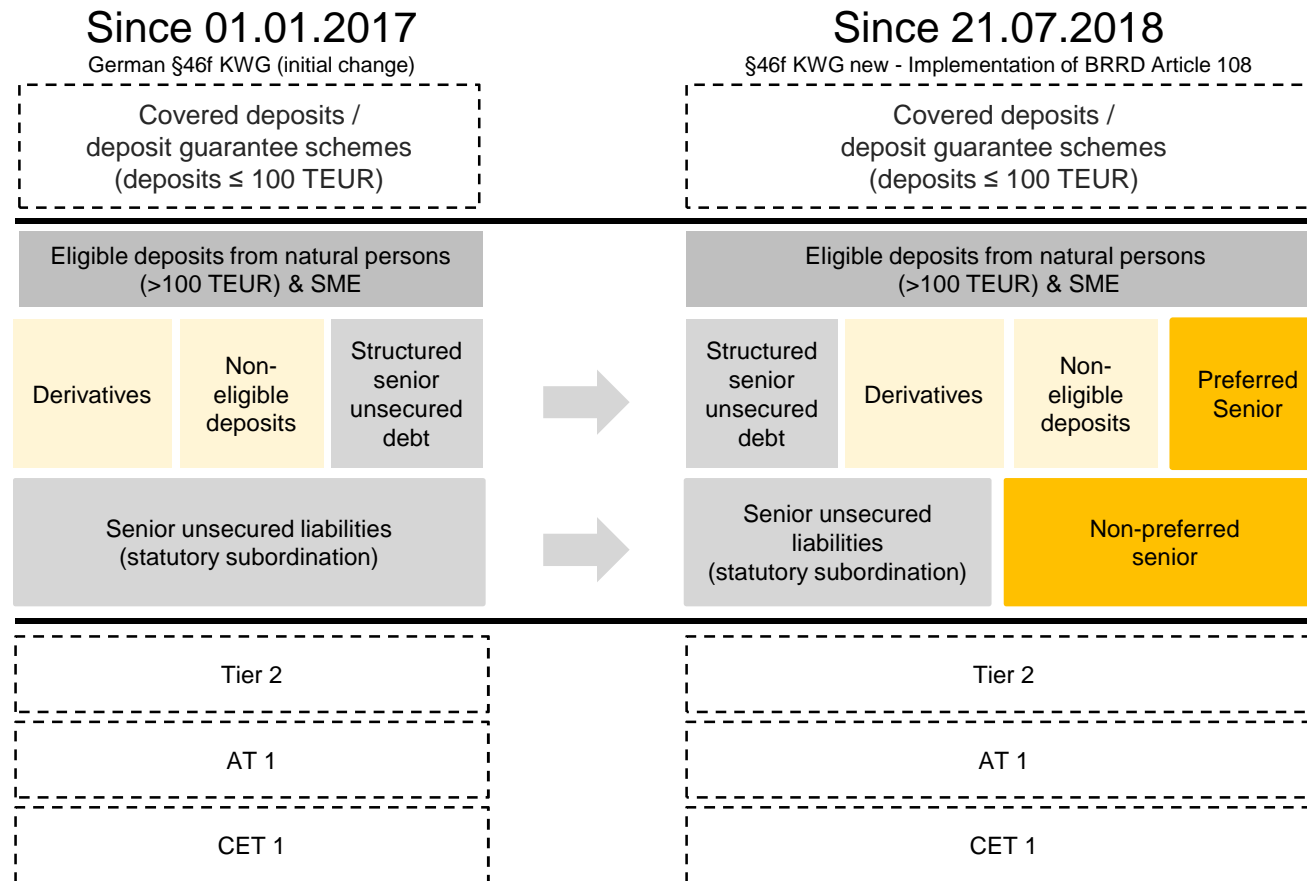 Since 01.01.2017
German §46f KWG (initial change)
Covered deposits /
deposit guarantee schemes
(deposits ≤ 100 TEUR)
Eligible deposits from natural persons
(>100 TEUR) & SME
Derivatives
Non-
eligible
deposits
Structured
senior
unsecured
debt
Senior unsecured liabilities
(statutory subordination)
Tier 2
AT 1
CET 1
Since 21.07.2018
§46f KWG new - Implementation of BRRD Article 108
Covered deposits /
deposit guarantee schemes
(deposits ≤ 100 TEUR)
Eligible deposits from natural persons
(>100 TEUR) & SME
Structured
senior
unsecured
debt
Derivatives
Non-
eligible
deposits
Preferred
Senior
Senior unsecured
liabilities
(statutory subordination)
Non-preferred
senior
Tier 2
AT 1
CET 1